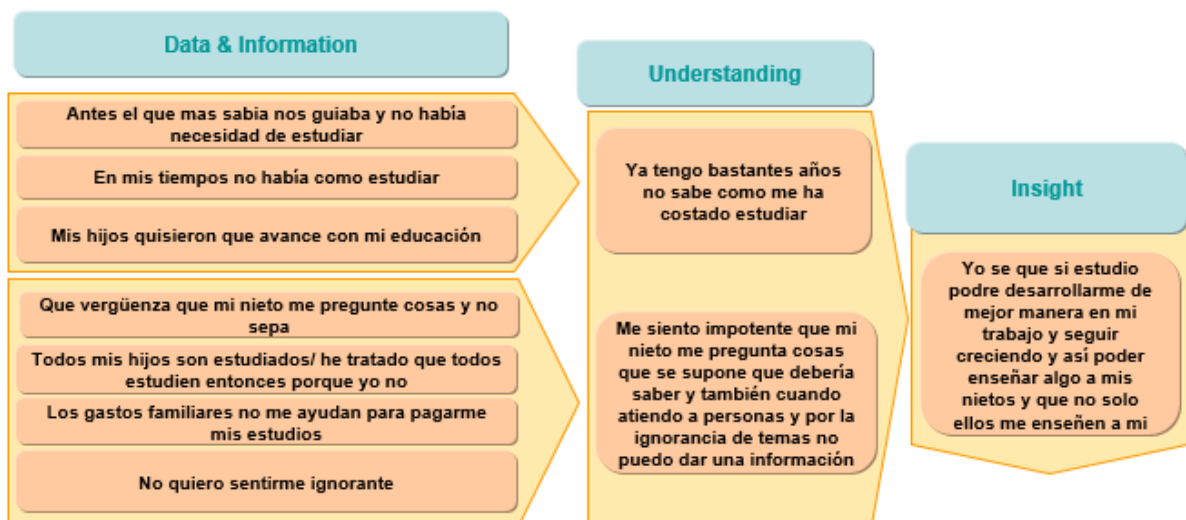 Data & Information
Antes el que mas sabia nos guiaba y no había
necesidad de estudiar
En mis tiempos no había como estudiar
Mis hijos quisieron que avance con mi educación
Que vergüenza que mi nieto me pregunte cosas y no
sepa
Todos mis hijos son estudiados/ he tratado que todos
estudien entonces porque yo no
Los gastos familiares no me ayudan para pagarme
mis estudios
No quiero sentirme ignorante
Understanding
Ya tengo bastantes años
no sabe como me ha
costado estudiar
Me siento impotente que mi
nieto me pregunta cosas
que se supone que debería
saber y también cuando
atiendo a personas y por la
ignorancia de temas no
puedo dar una información
Insight
Yo se que si estudio
podre desarrollarme de
mejor manera en mi
trabajo y seguir
creciendo y así poder
enseñar algo a mis
nietos y que no solo
ellos me enseñen a mi